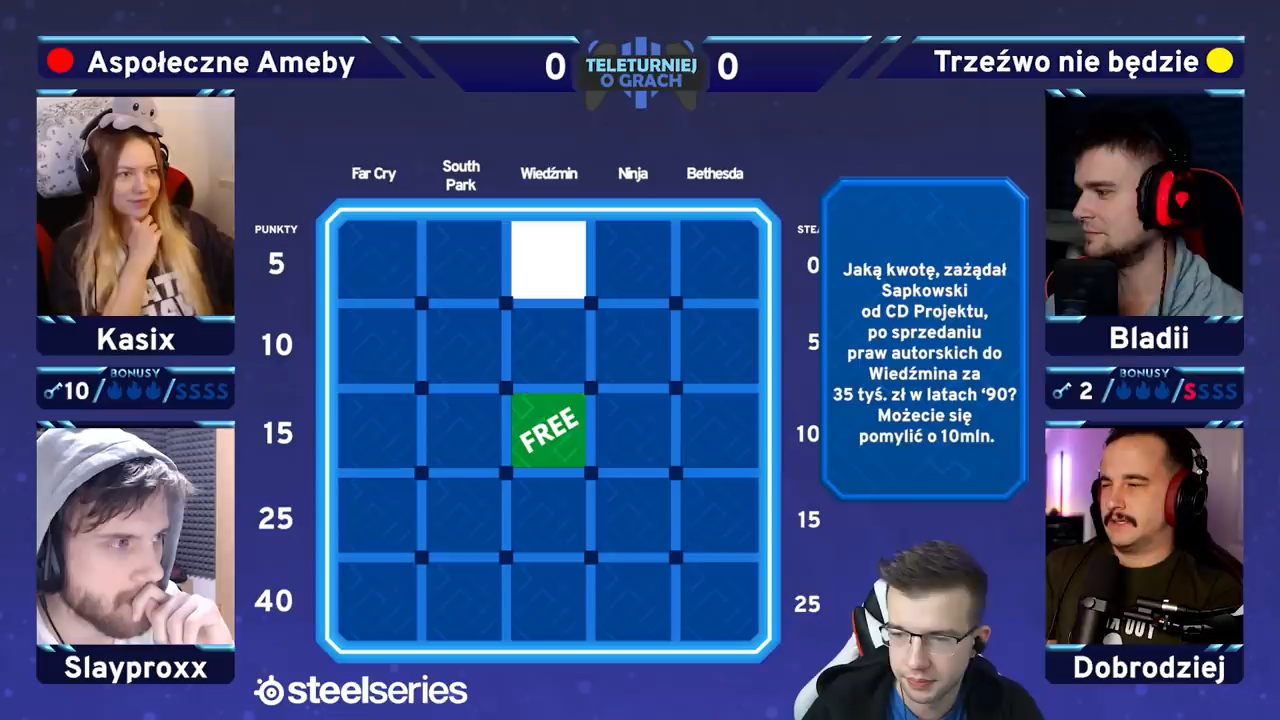 Aspołeczne Ameby
0
TELETURNIEJ
O GRACH
0
Trzeźwo nie będzie
Far Cry
South
Park
Wiedźmin
Ninja
Bethesda
PUNKTY
5
10
15
25
40
FREE
0
5
10
15
25
Jaką kwotę, zażądał
Sapkowski
od CD Projektu,
po sprzedaniu
praw autorskich do
Wiedźmina za
35 tyś. zł w latach ‘90?
Możecie się
pomylić o 10mln.
Kasix
BONUSY
10 / / SSSS
Slayproxx
Bladii
BONUSY
2 / / SSSS
Dobrodziej
steelseries